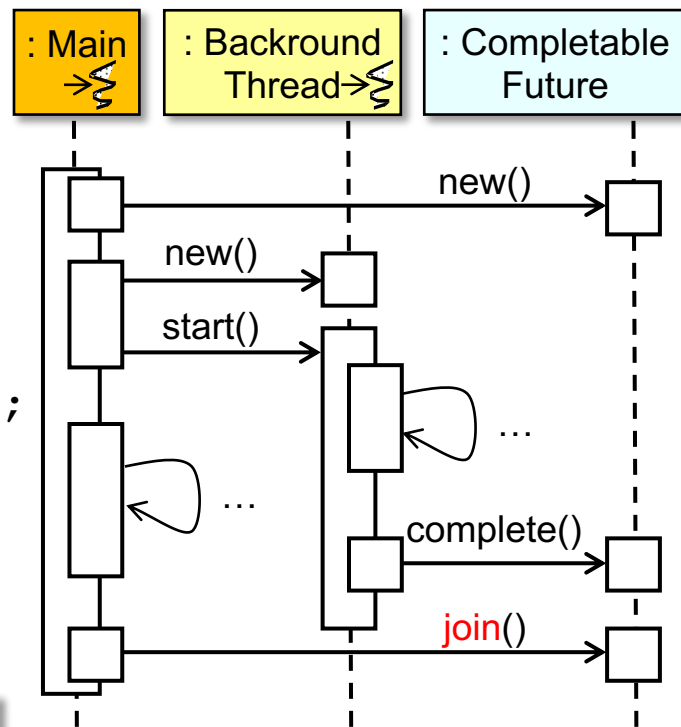 : Main
: Backround
Thread
: Completable
Future
new()
new()
start()
;
…
…
complete()
join()